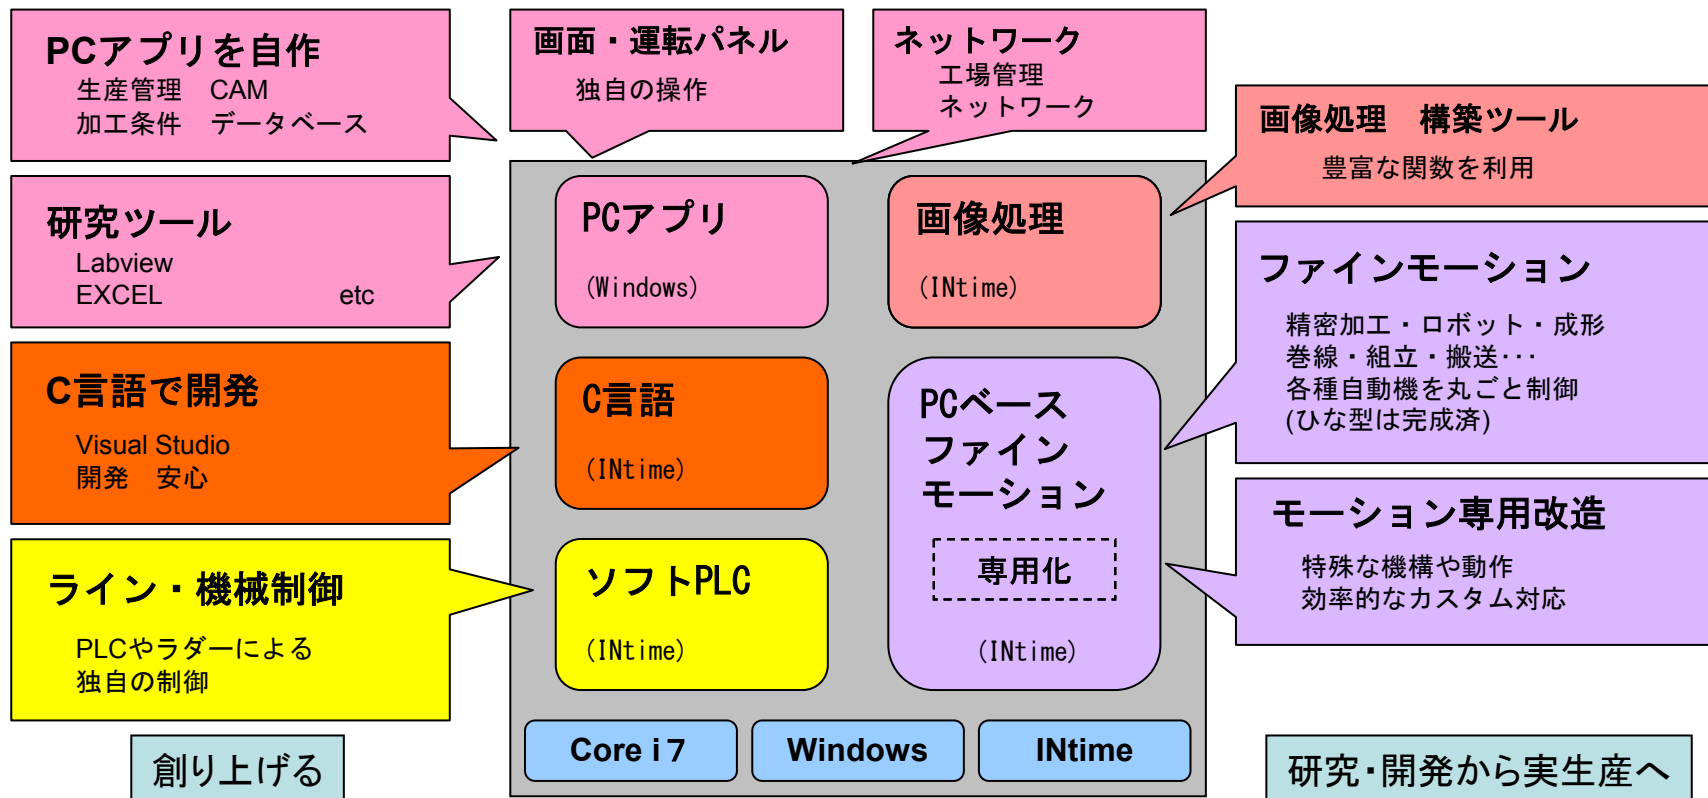 PCアプリを自作
生産管理　CAM
加工条件　データベース
画面・運転パネル
独自の操作
ネットワーク
工場管理
ネットワーク
画像処理　構築ツール
豊富な関数を利用
研究ツール
Labview
EXCEL　　　　　　etc
PCアプリ
(Windows)
画像処理
(INtime)
ファインモーション
精密加工・ロボット・成形
巻線・組立・搬送･･･
各種自動機を丸ごと制御
(ひな型は完成済)
C言語で開発
Visual Studio
開発　安心
C言語
(INtime)
PCベース
ファイン
モーション
専用化
(INtime)
モーション専用改造
特殊な機構や動作
効率的なカスタム対応
ライン・機械制御
PLCやラダーによる
独自の制御
ソフトPLC
(INtime)
Core i７
Windows
INtime
創り上げる
研究・開発から実生産へ